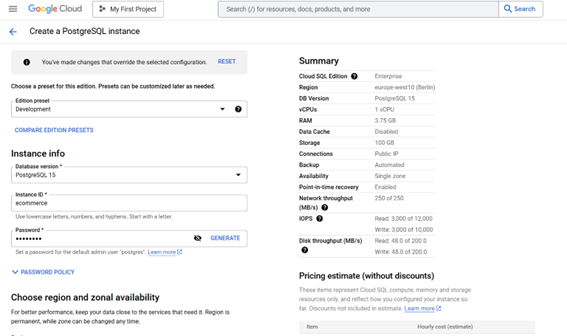 Google Cloud
My First Project
Search (/) for resources, docs, products, and more
Search
Create a PostgreSQL instance
You've made changes that override the selected configuration.
RESET
Choose a preset for this edition. Presets can be customized later as needed.
Edition preset
Development
COMPARE EDITION PRESETS
Instance info
Database version *
PostgreSQL 15
Instance ID *
ecommerce
Use lowercase letters, numbers, and hyphens. Start with a letter.
Password *
••••••••
GENERATE
Set a password for the default admin user "postgres". Learn more
PASSWORD POLICY
Choose region and zonal availability
For better performance, keep your data close to the services that need it. Region is
permanent, while zone can be changed any time.
Summary
Cloud SQL Edition Enterprise
Region europe-west10 (Berlin)
DB Version PostgreSQL 15
vCPUs 1 vCPU
RAM 3.75 GB
Data Cache Disabled
Storage 100 GB
Connections Public IP
Backup Automated
Availability Single zone
Point-in-time recovery Enabled
Network throughput 250 of 250
(MB/s)
IOPS Read: 3,000 of 12,000
Write: 3,000 of 10,000
Disk throughput (MB/s) Read: 48.0 of 200.0
Write: 48.0 of 200.0
Pricing estimate (without discounts)
These items represent Cloud SQL compute, memory and storage
resources only, and reflect how you configured your instance so
far. Discounts not included in estimate. Learn more
Item Hourly cost (estimate)